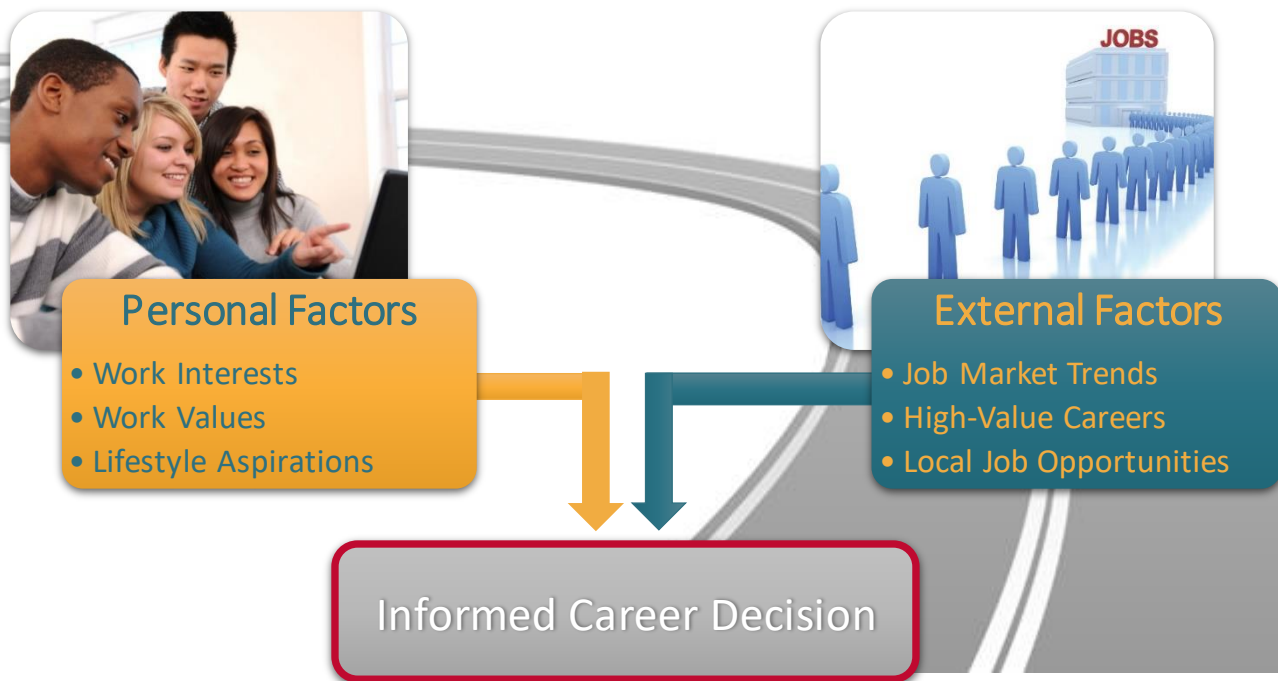 JOBS
Personal Factors
• Work Interests
• Work Values
• Lifestyle Aspirations
External Factors
• Job Market Trends
• High-Value Careers
• Local Job Opportunities
Informed Career Decision